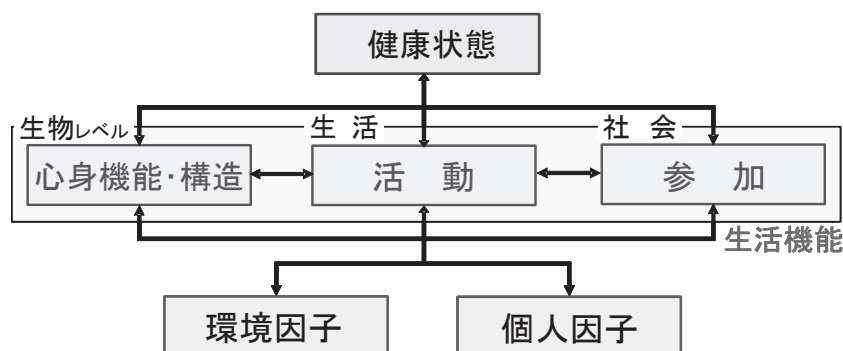 健康状態
生物レベル
生 活
社 会
心身機能・構造
活 動
参 加
生活機能
環境因子
個人因子